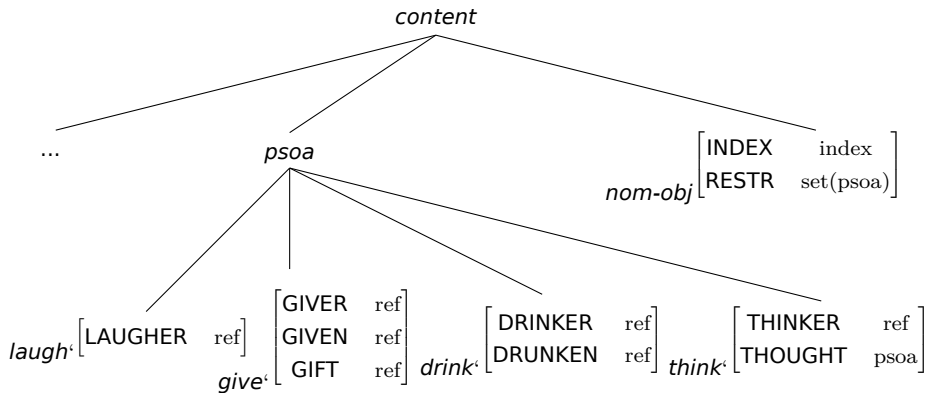 content
...
psoa
nom-obj [INDEX index
RESTR set(psoa)]
laugh‘ [LAUGHER ref]
give‘ [GIVER ref
GIVEN ref
GIFT ref]
drink‘ [DRINKER ref
DRUNKEN ref]
think‘ [THINKER ref
THOUGHT psoa]